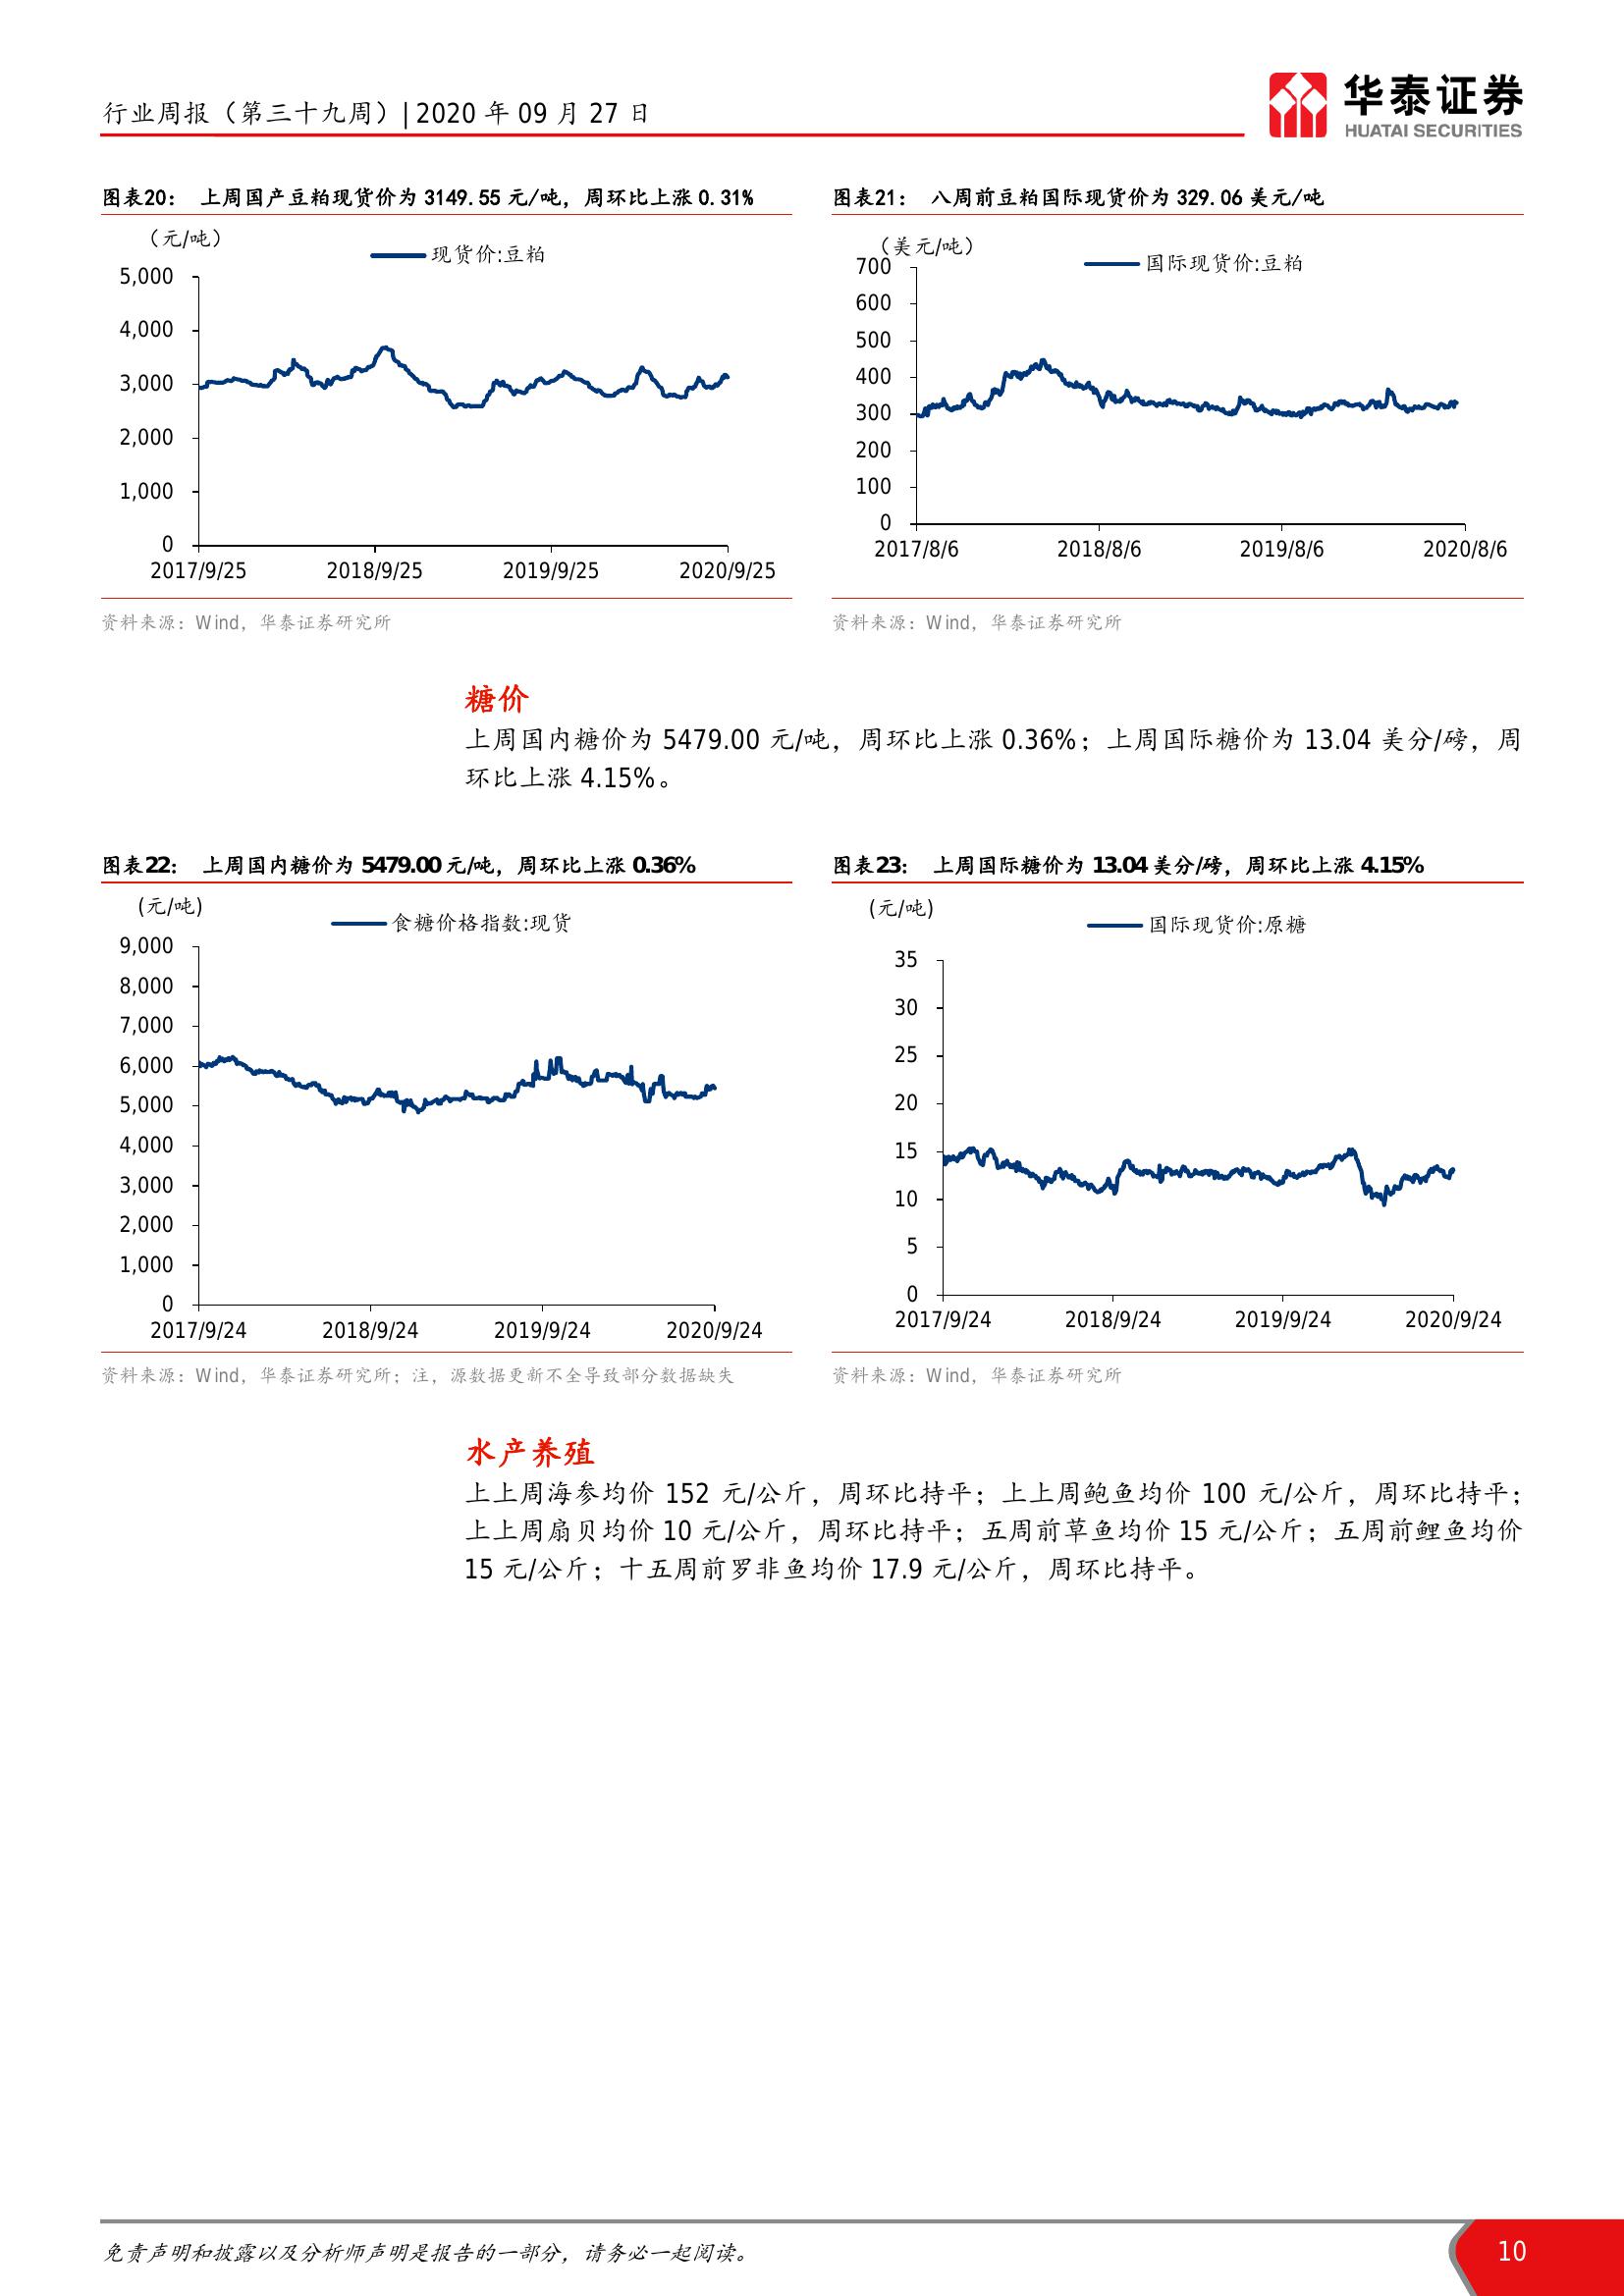 行业周报（第三十九周）| 2020 年 09 月 27 日
华泰证券
HUATAI SECURITIES
图表20： 上周国产豆粕现货价为 3149.55 元/吨，周环比上涨 0.31%
（元/吨）
现货价:豆粕
5,000
4,000
3,000
2,000
1,000
0
2017/9/25 2018/9/25 2019/9/25 2020/9/25
资料来源：Wind，华泰证券研究所
图表21： 八周前豆粕国际现货价为 329.06 美元/吨
（美元/吨）
国际现货价:豆粕
700
600
500
400
300
200
100
0
2017/8/6 2018/8/6 2019/8/6 2020/8/6
资料来源：Wind，华泰证券研究所
糖价
上周国内糖价为 5479.00 元/吨，周环比上涨 0.36%；上周国际糖价为 13.04 美分/磅，周
环比上涨 4.15%。
图表22： 上周国内糖价为 5479.00 元/吨，周环比上涨 0.36%
(元/吨)
食糖价格指数:现货
9,000
8,000
7,000
6,000
5,000
4,000
3,000
2,000
1,000
0
2017/9/24 2018/9/24 2019/9/24 2020/9/24
资料来源：Wind，华泰证券研究所；注，源数据更新不全导致部分数据缺失
图表23： 上周国际糖价为 13.04 美分/磅，周环比上涨 4.15%
(元/吨)
国际现货价:原糖
35
30
25
20
15
10
5
0
2017/9/24 2018/9/24 2019/9/24 2020/9/24
资料来源：Wind，华泰证券研究所
水产养殖
上上周海参均价 152 元/公斤，周环比持平；上上周鲍鱼均价 100 元/公斤，周环比持平；
上上周扇贝均价 10 元/公斤，周环比持平；五周前草鱼均价 15 元/公斤；五周前鲤鱼均价
15 元/公斤；十五周前罗非鱼均价 17.9 元/公斤，周环比持平。
免责声明和披露以及分析师声明是报告的一部分，请务必一起阅读。
10